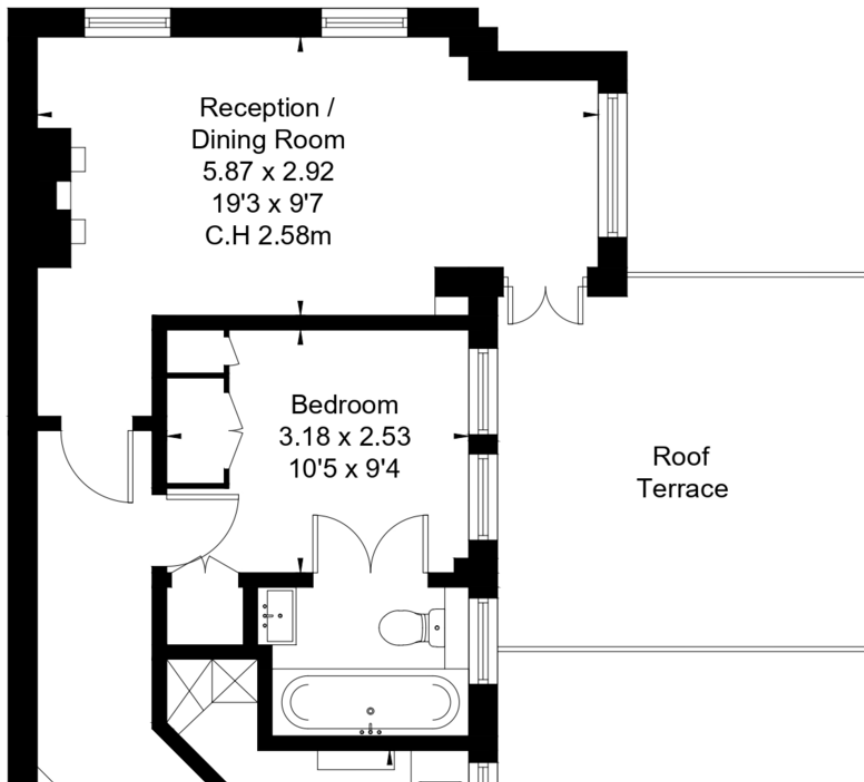 Reception /
Dining Room
5.87 x 2.92
19'3 x 9'7
C.H 2.58m
Bedroom
3.18 x 2.53
10'5 x 9'4
Roof
Terrace